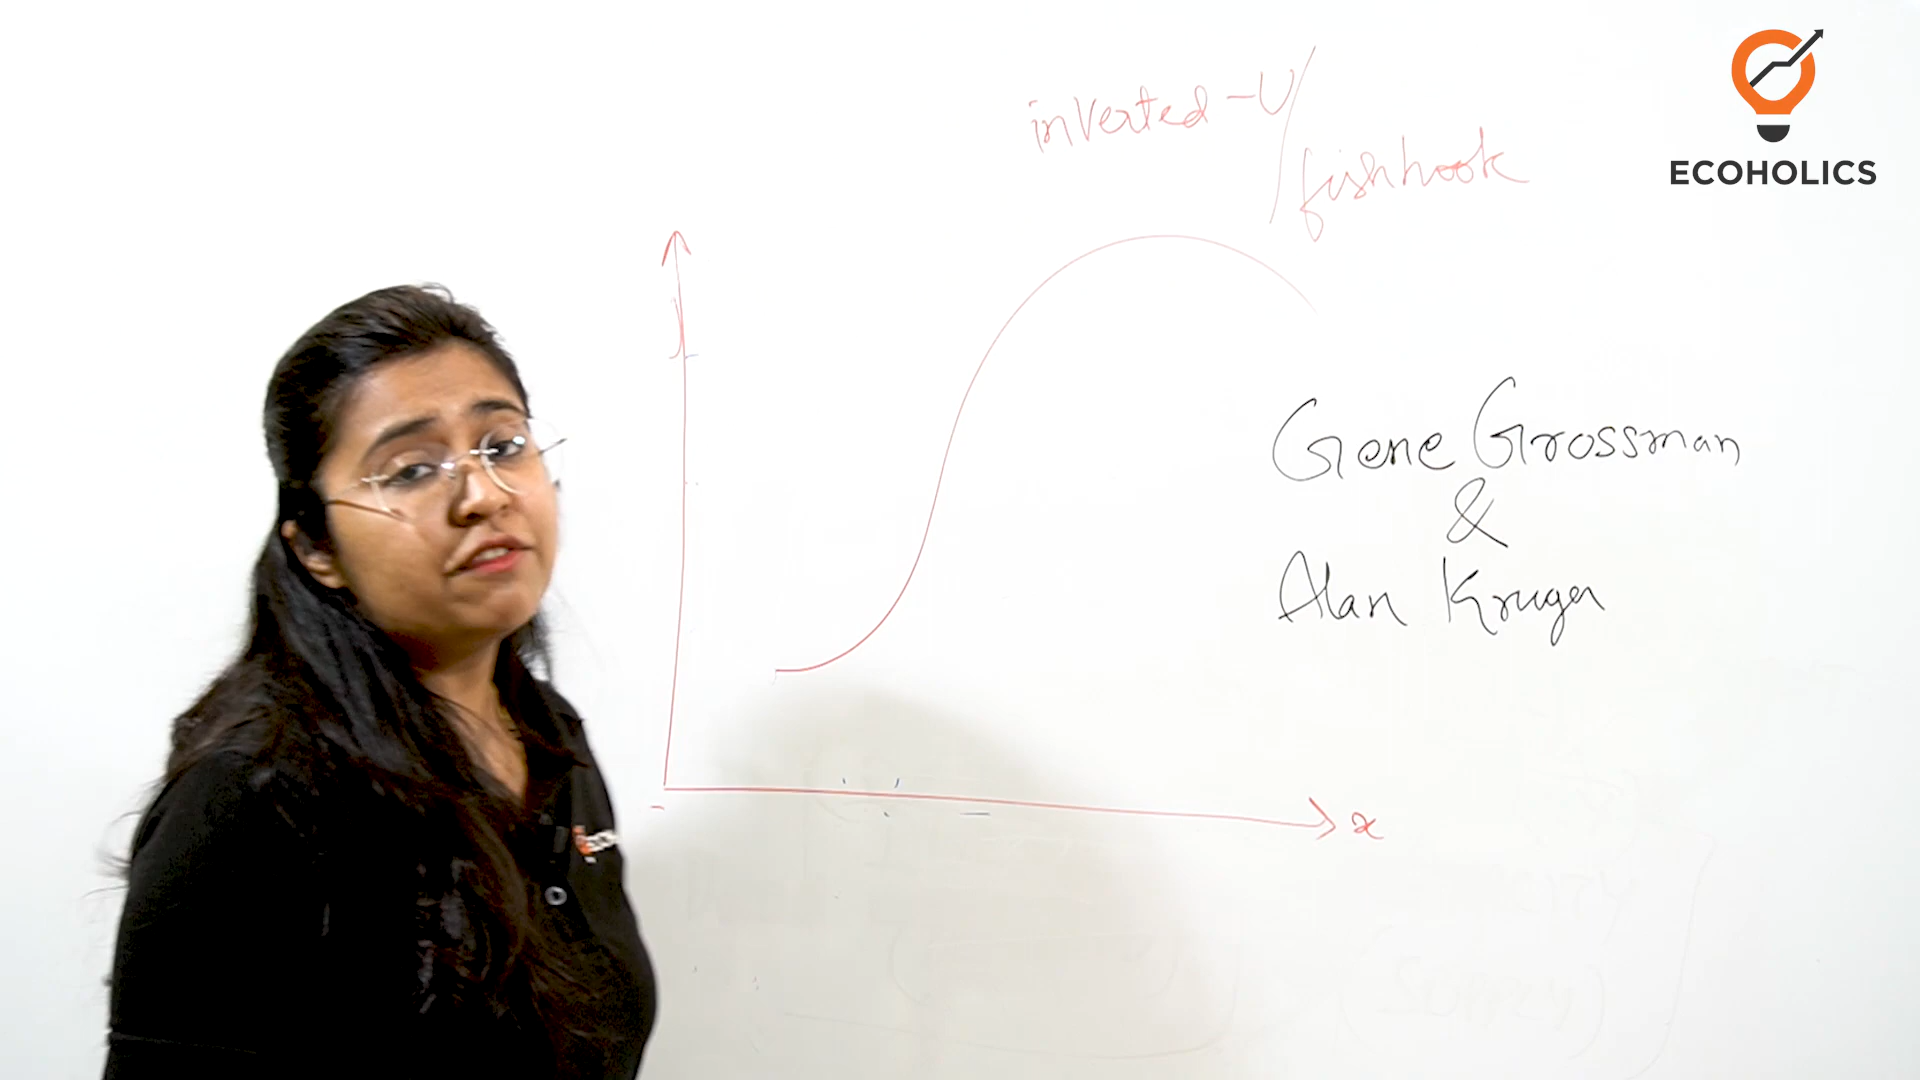 inverted-U/
fishhook
ECOHOLICS
Gene Grossman
&
Alan Kruger
x